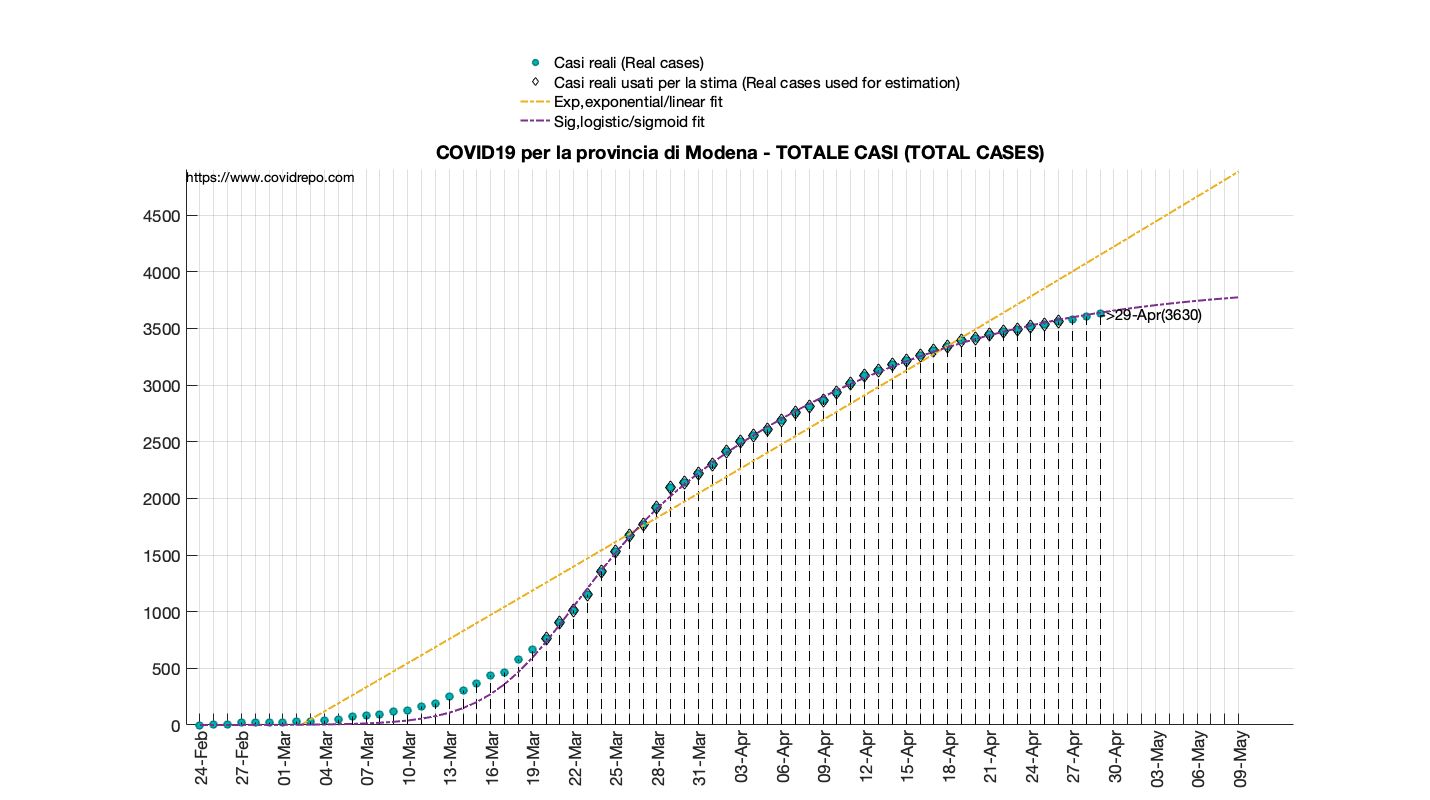 Casi reali (Real cases)
Casi reali usati per la stima (Real cases used for estimation)
Exp,exponential/linear fit
Sig,logistic/sigmoid fit
COVID19 per la provincia di Modena - TOTALE CASI (TOTAL CASES)
https://www.covidrepo.com
4500
4000
3500
3000
2500
2000
1500
1000
500
0
->29-Apr(3630)
24-Feb
27-Feb
01-Mar
04-Mar
07-Mar
10-Mar
13-Mar
16-Mar
19-Mar
22-Mar
25-Mar
28-Mar
31-Mar
03-Apr
06-Apr
09-Apr
12-Apr
15-Apr
18-Apr
21-Apr
24-Apr
27-Apr
30-Apr
03-May
06-May
09-May